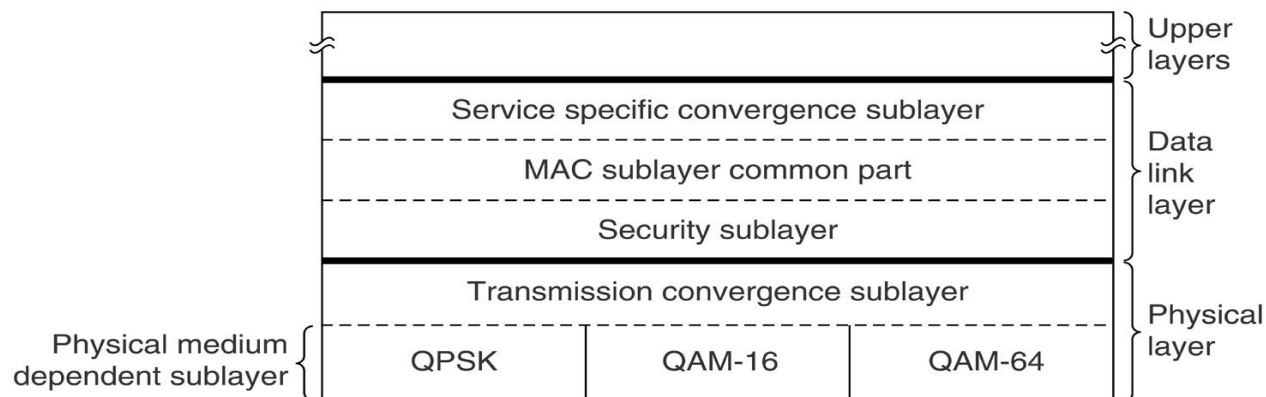 Upper
layers
Service specific convergence sublayer
MAC sublayer common part
Security sublayer
Data
link
layer
Transmission convergence sublayer
Physical medium
dependent sublayer
QPSK
QAM-16
QAM-64
Physical
layer